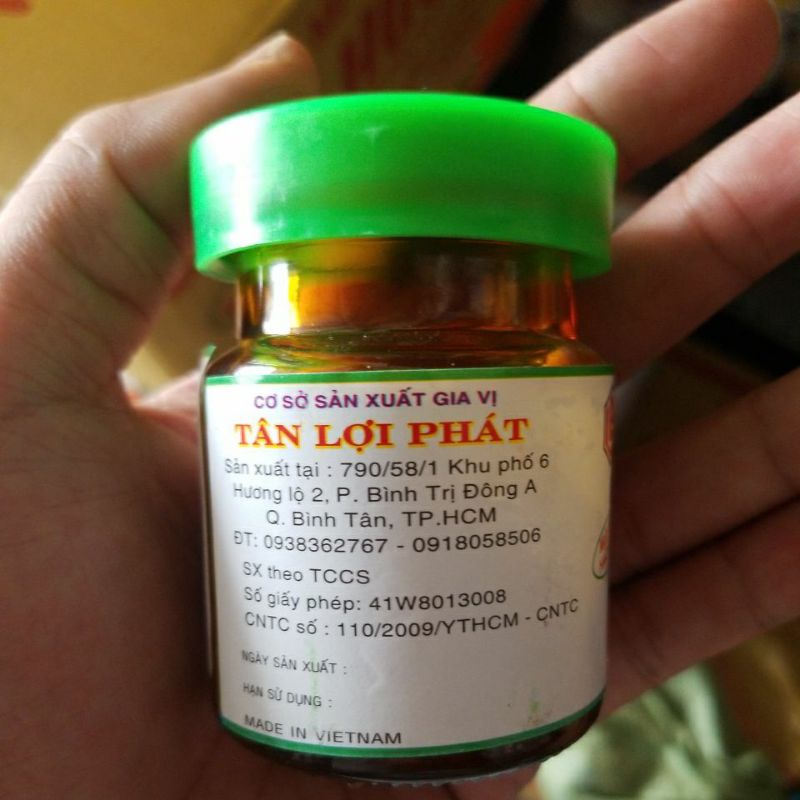 CƠ SỞ SẢN XUẤT GIA VỊ
TÂN LỢI PHÁT
Sản xuất tại : 790/58/1 Khu phố 6
Hương lộ 2, P. Bình Trị Đông A
Q. Bình Tân, TP.HCM
ĐT: 0938362767 - 0918058506
SX theo TCCS
Số giấy phép: 41W8013008
CNTC số : 110/2009/YTHCM - CNTC
NGÀY SẢN XUẤT :
HẠN SỬ DỤNG :
MADE IN VIETNAM